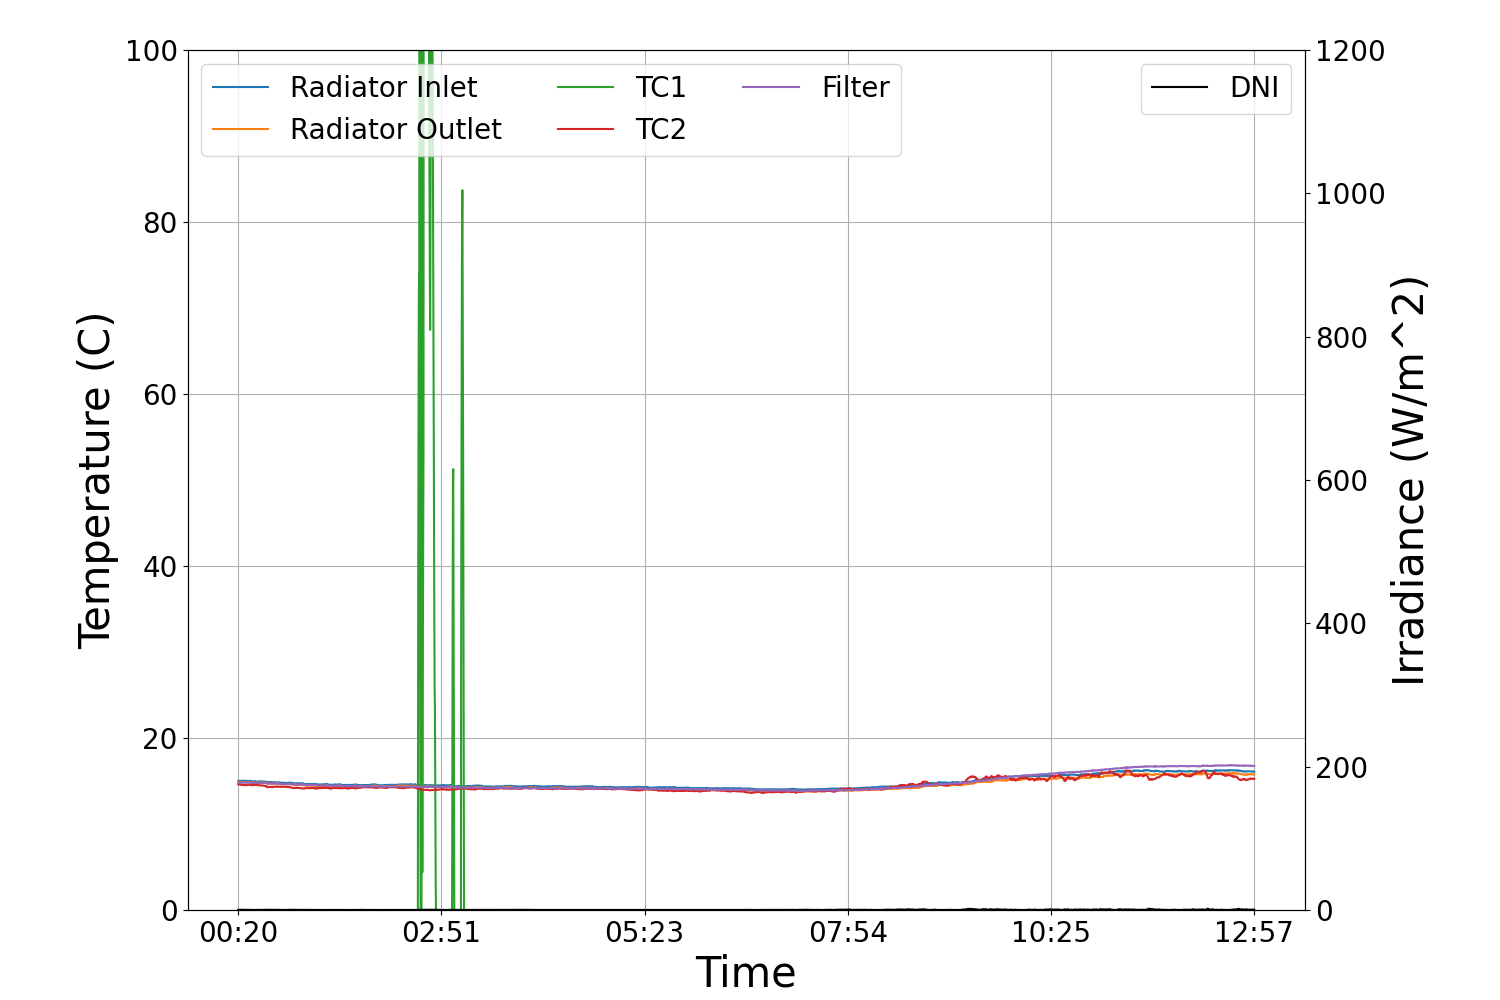 100
80
60
40
20
0
Temperature (C)
Radiator Inlet
Radiator Outlet
TC1
TC2
Filter
DNI
1200
1000
800
600
400
200
0
Irradiance (W/m^2)
00:20 02:51 05:23 07:54 10:25 12:57
Time